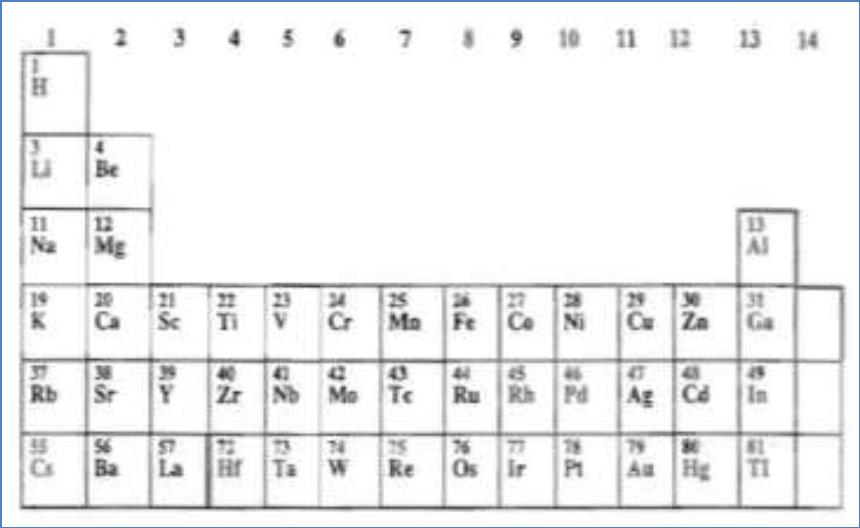 1 2 3 4 5 6 7 8 9 10 11 12 13 14
1
H
3 4
Li Be
11 12 13
Na Mg Al
19 20 21 22 23 24 25 26 27 28 29 30 31
K Ca Sc Ti V Cr Mn Fe Co Ni Cu Zn Ga
37 38 39 40 41 42 43 44 45 46 47 48 49
Rb Sr Y Zr Nb Mo Tc Ru Rh Pd Ag Cd In
55 56 57 72 73 74 75 76 77 78 79 80 81
Cs Ba La Hf Ta W Re Os Ir Pt Au Hg Tl